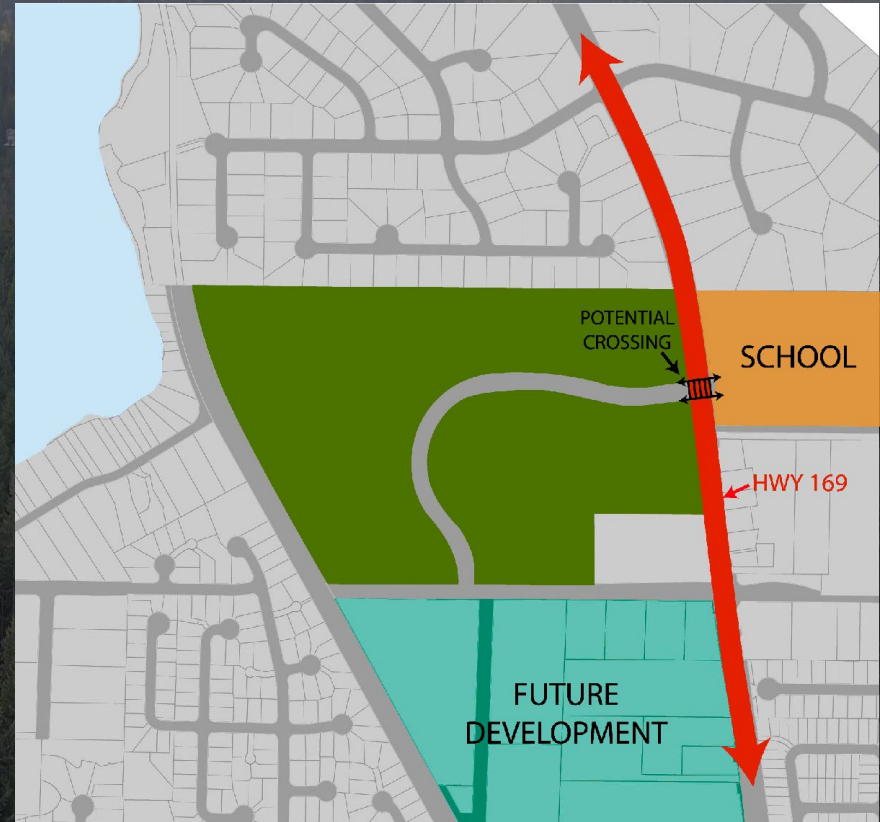 POTENTIAL
CROSSING
SCHOOL
HWY 169
FUTURE
DEVELOPMENT